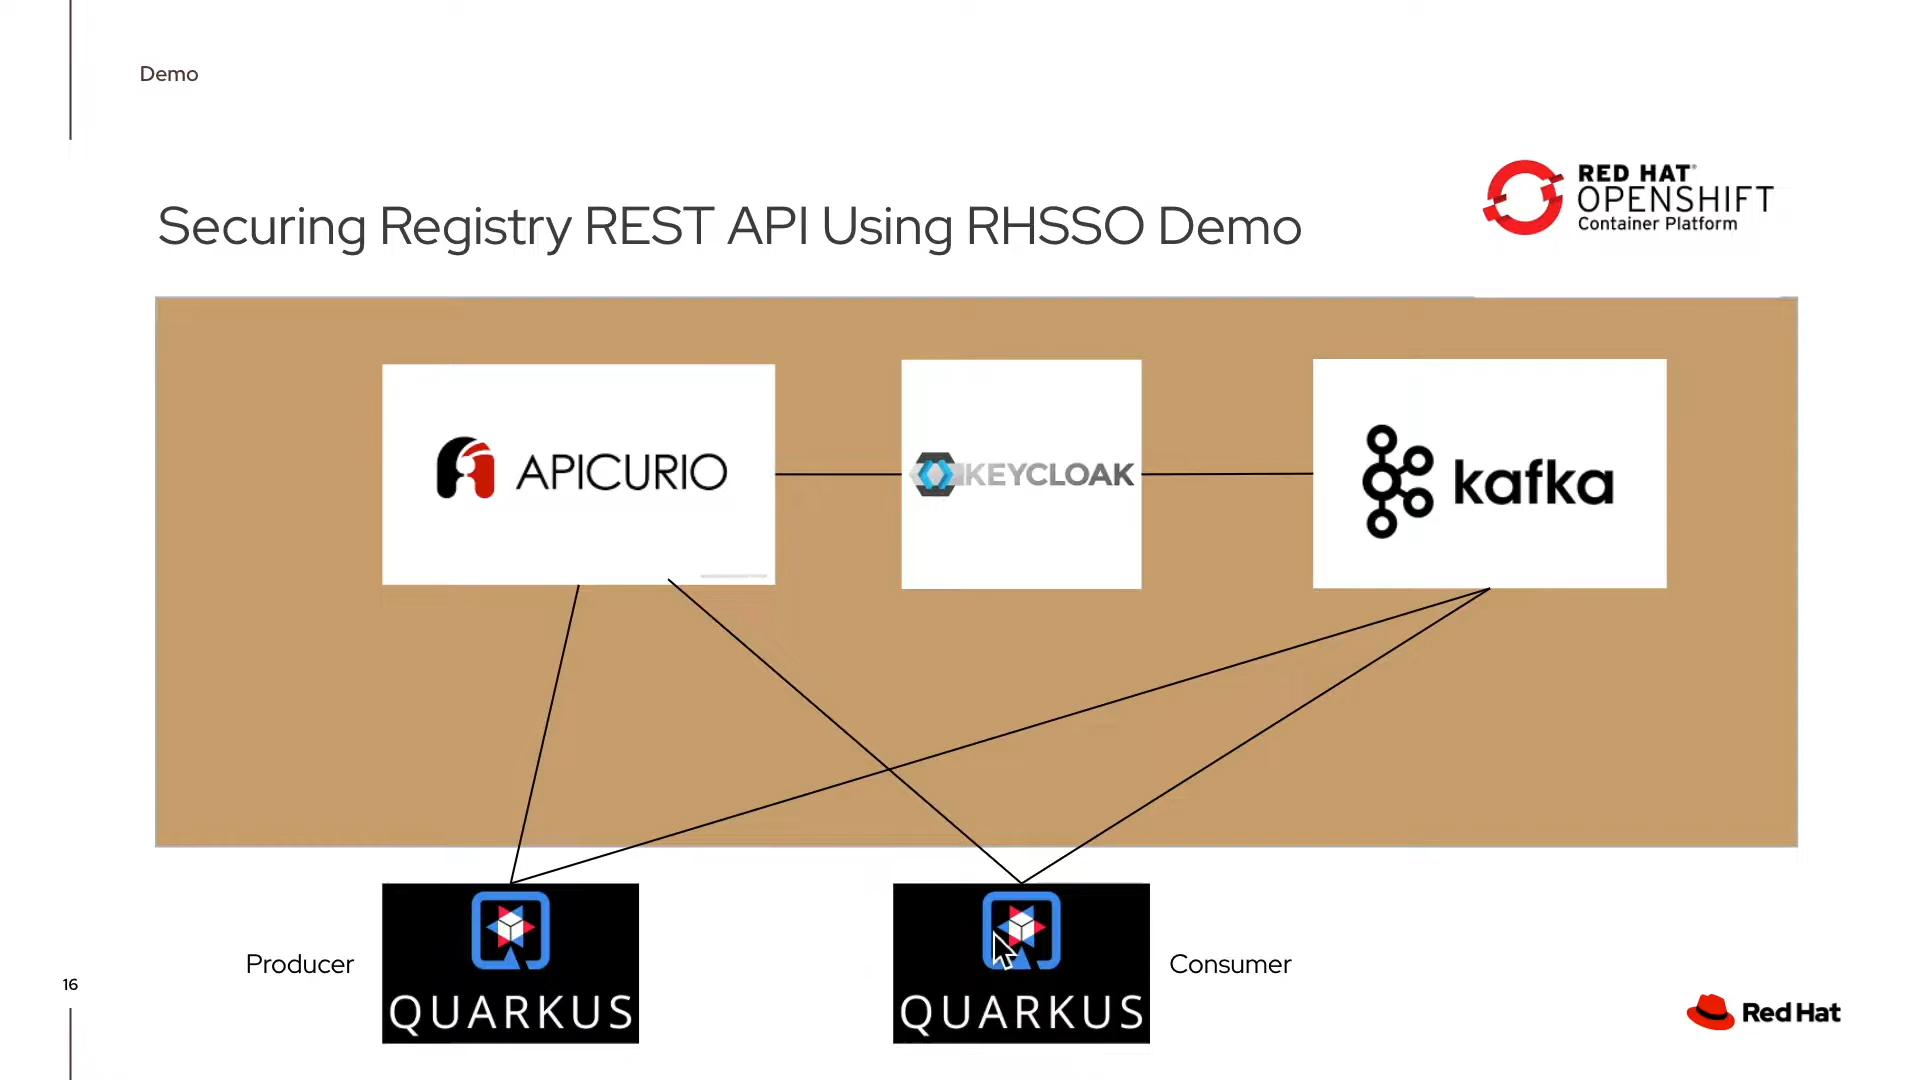 Demo
Securing Registry REST API Using RHSSO Demo
RED HAT®
OPENSHIFT
Container Platform
APICURIO
KEYCLOAK
kafka
Producer
QUARKUS
QUARKUS
Consumer
16
Red Hat